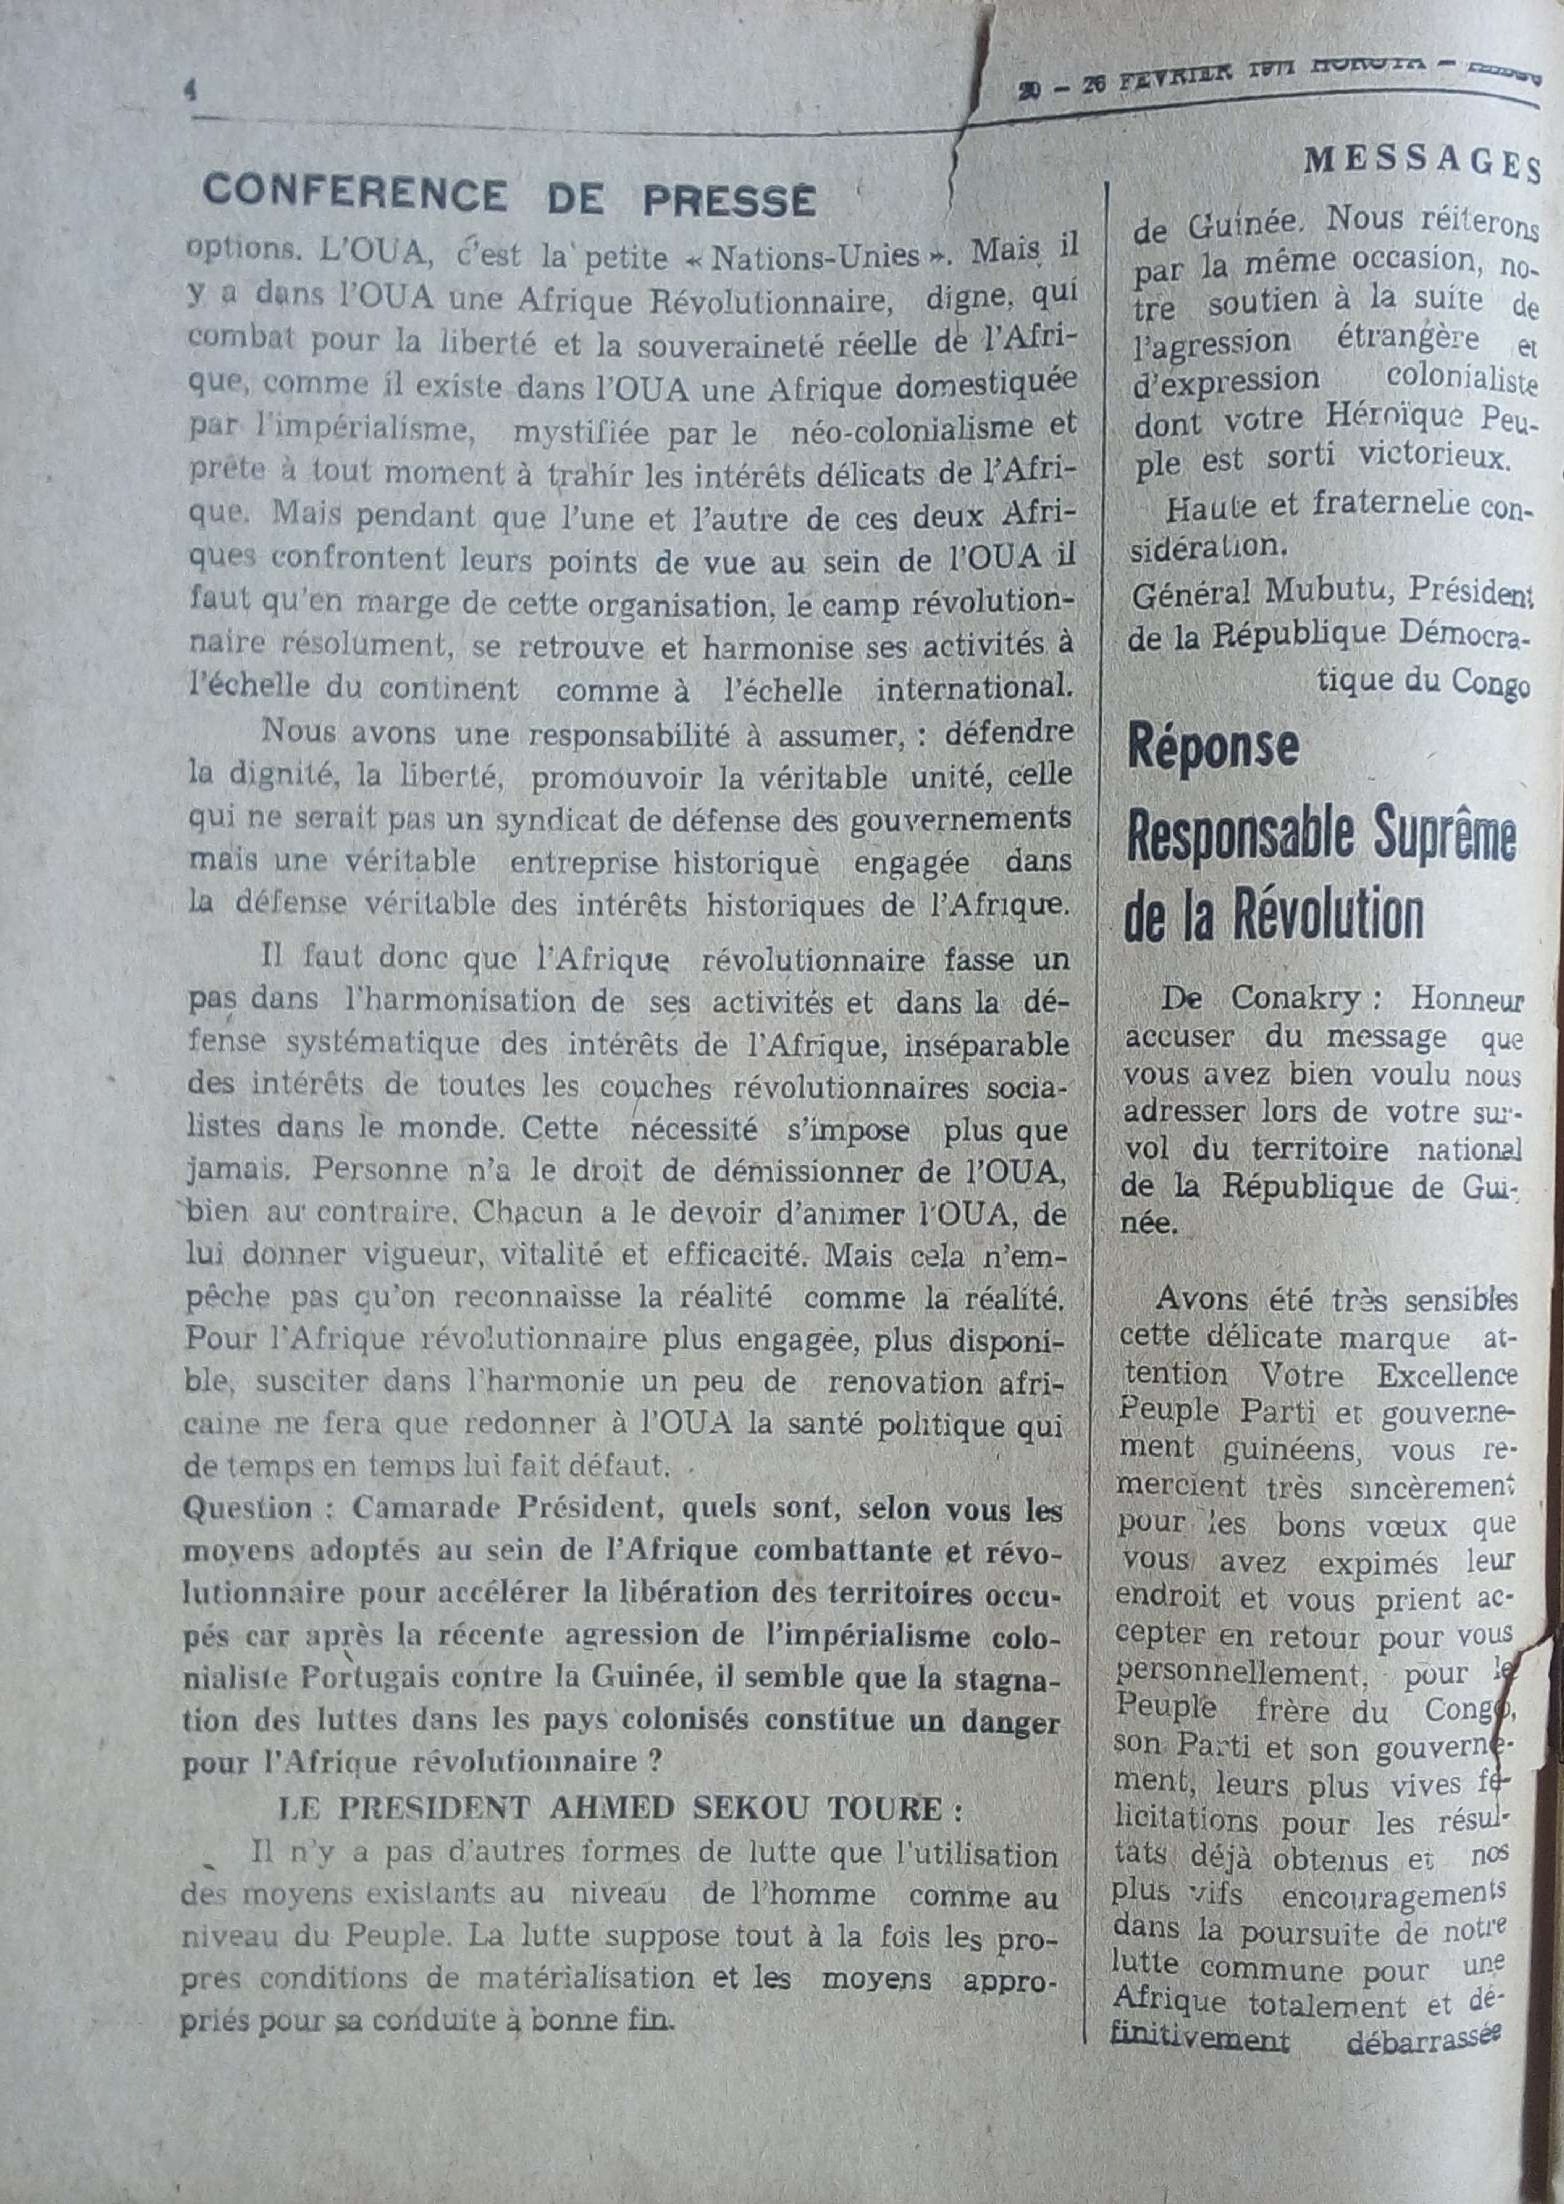 4
20 - 26 FEVRIER 1971 HOROYA -
CONFERENCE DE PRESSE
options. L'OUA, c'est la petite « Nations-Unies ». Mais il
y a dans l'OUA une Afrique Révolutionnaire, digne, qui
combat pour la liberté et la souveraineté réelle de l'Afri-
que, comme il existe dans l'OUA une Afrique domestiquée
par l'impérialisme, mystifiée par le néo-colonialisme et
prête à tout moment à trahir les intérêts délicats de l'Afri-
que. Mais pendant que l'une et l'autre de ces deux Afri-
ques confrontent leurs points de vue au sein de l'OUA il
faut qu'en marge de cette organisation, le camp révolution-
naire résolument, se retrouve et harmonise ses activités à
l'échelle du continent comme à l'échelle international.
Nous avons une responsabilité à assumer, : défendre
la dignité, la liberté, promouvoir la véritable unité, celle
qui ne serait pas un syndicat de défense des gouvernements
mais une véritable entreprise historique engagée dans
la défense véritable des intérêts historiques de l'Afrique.
Il faut donc que l'Afrique révolutionnaire fasse un
pas dans l'harmonisation de ses activités et dans la dé-
fense systématique des intérêts de l'Afrique, inséparable
des intérêts de toutes les couches révolutionnaires socia-
listes dans le monde. Cette nécessité s'impose plus que
jamais. Personne n'a le droit de démissionner de l'OUA,
bien au contraire. Chacun a le devoir d'animer l'OUA, de
lui donner vigueur, vitalité et efficacité. Mais cela n'em-
pêche pas qu'on reconnaisse la réalité comme la réalité.
Pour l'Afrique révolutionnaire plus engagée, plus disponi-
ble, susciter dans l'harmonie un peu de renovation afri-
caine ne fera que redonner à l'OUA la santé politique qui
de temps en temps lui fait défaut.
Question : Camarade Président, quels sont, selon vous les
moyens adoptés au sein de l'Afrique combattante et révo-
lutionnaire pour accélérer la libération des territoires occu-
pés car après la récente agression de l'impérialisme colo-
nialiste Portugais contre la Guinée, il semble que la stagna-
tion des luttes dans les pays colonisés constitue un danger
pour l'Afrique révolutionnaire ?
LE PRESIDENT AHMED SEKOU TOURE :
Il n'y a pas d'autres formes de lutte que l'utilisation
des moyens existants au niveau de l'homme comme au
niveau du Peuple. La lutte suppose tout à la fois les pro-
pres conditions de matérialisation et les moyens appro-
priés pour sa conduite à bonne fin.
MESSAGES
de Guinée. Nous réiterons
par la même occasion, no-
tre soutien à la suite de
l'agression étrangère et
d'expression colonialiste
dont votre Héroïque Peu-
ple est sorti victorieux.
Haute et fraternelle con-
sidération.
Général Mubutu, Président
de la République Démocra-
tique du Congo
Réponse
Responsable Suprême
de la Révolution
De Conakry : Honneur
accuser du message que
vous avez bien voulu nous
adresser lors de votre sur-
vol du territoire national
de la République de Gui-
née.
Avons été très sensibles
cette délicate marque at-
tention Votre Excellence
Peuple Parti et gouverne-
ment guinéens, vous re-
mercient très sincèrement
pour les bons vœux que
vous avez expimés leur
endroit et vous prient ac-
cepter en retour pour vous
personnellement, pour le
Peuple frère du Congo,
son Parti et son gouverne-
ment, leurs plus vives fé-
licitations pour les résul-
tats déjà obtenus et nos
plus vifs encouragements
dans la poursuite de notre
lutte commune pour une
Afrique totalement et dé-
finitivement débarrassée